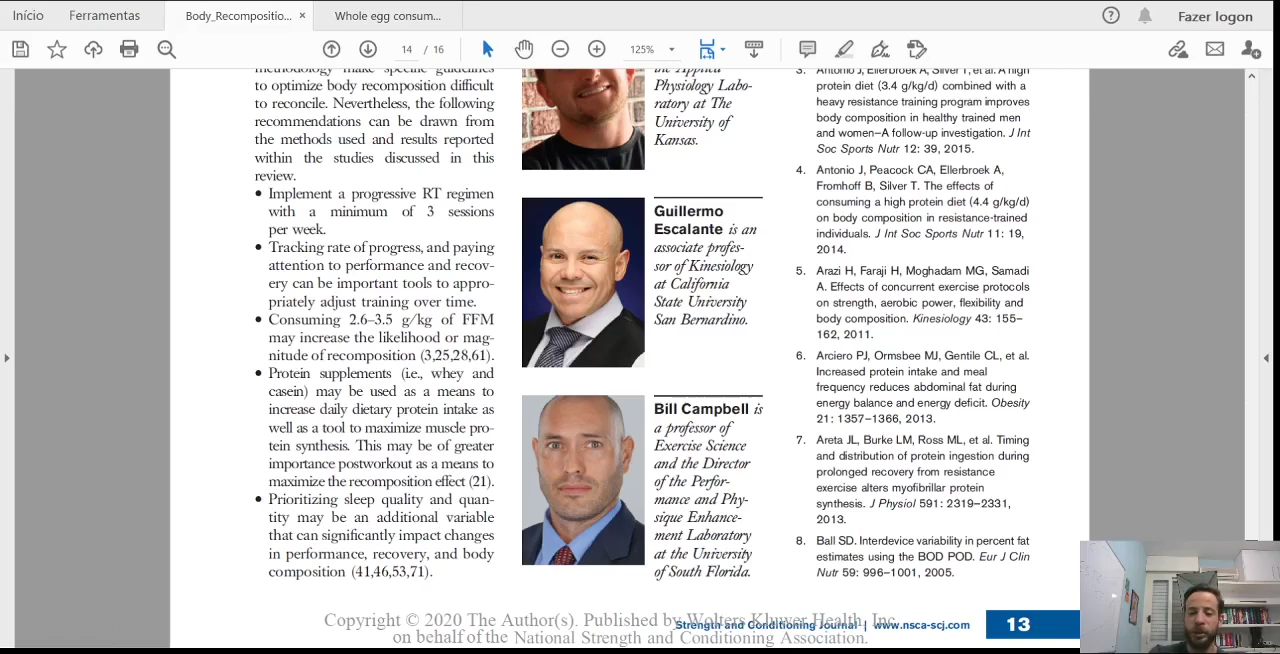 Início
Ferramentas
Body_Recompositio... ×
Whole egg consum...
Fazer logon
14 / 16
125%
methodology make specific guidelines
to optimize body recomposition difficult
to reconcile. Nevertheless, the following
recommendations can be drawn from
the methods used and results reported
within the studies discussed in this
review.
• Implement a progressive RT regimen
with a minimum of 3 sessions
per week.
• Tracking rate of progress, and paying
attention to performance and recov-
ery can be important tools to appro-
priately adjust training over time.
• Consuming 2.6–3.5 g/kg of FFM
may increase the likelihood or mag-
nitude of recomposition (3,25,28,61).
• Protein supplements (i.e., whey and
casein) may be used as a means to
increase daily dietary protein intake as
well as a tool to maximize muscle pro-
tein synthesis. This may be of greater
importance postworkout as a means to
maximize the recomposition effect (21).
• Prioritizing sleep quality and quan-
tity may be an additional variable
that can significantly impact changes
in performance, recovery, and body
composition (41,46,53,71).
the Applied
Physiology Labo-
ratory at The
University of
Kansas.
Guillermo
Escalante is an
associate profes-
sor of Kinesiology
at California
State University
San Bernardino.
Bill Campbell is
a professor of
Exercise Science
and the Director
of the Perfor-
mance and Phy-
sique Enhance-
ment Laboratory
at the University
of South Florida.
3. Antonio J, Ellerbroek A, Silver T, et al. A high
protein diet (3.4 g/kg/d) combined with a
heavy resistance training program improves
body composition in healthy trained men
and women—A follow-up investigation. J Int
Soc Sports Nutr 12: 39, 2015.
4. Antonio J, Peacock CA, Ellerbroek A,
Fromhoff B, Silver T. The effects of
consuming a high protein diet (4.4 g/kg/d)
on body composition in resistance-trained
individuals. J Int Soc Sports Nutr 11: 19,
2014.
5. Arazi H, Faraji H, Moghadam MG, Samadi
A. Effects of concurrent exercise protocols
on strength, aerobic power, flexibility and
body composition. Kinesiology 43: 155–
162, 2011.
6. Arciero PJ, Ormsbee MJ, Gentile CL, et al.
Increased protein intake and meal
frequency reduces abdominal fat during
energy balance and energy deficit. Obesity
21: 1357–1366, 2013.
7. Areta JL, Burke LM, Ross ML, et al. Timing
and distribution of protein ingestion during
prolonged recovery from resistance
exercise alters myofibrillar protein
synthesis. J Physiol 591: 2319–2331,
2013.
8. Ball SD. Interdevice variability in percent fat
estimates using the BOD POD. Eur J Clin
Nutr 59: 996–1001, 2005.
Copyright © 2020 The Author(s). Published by Wolters Kluwer Health, Inc.
Strength and Conditioning Journal | www.nsca-scj.com
13
on behalf of the National Strength and Conditioning Association.